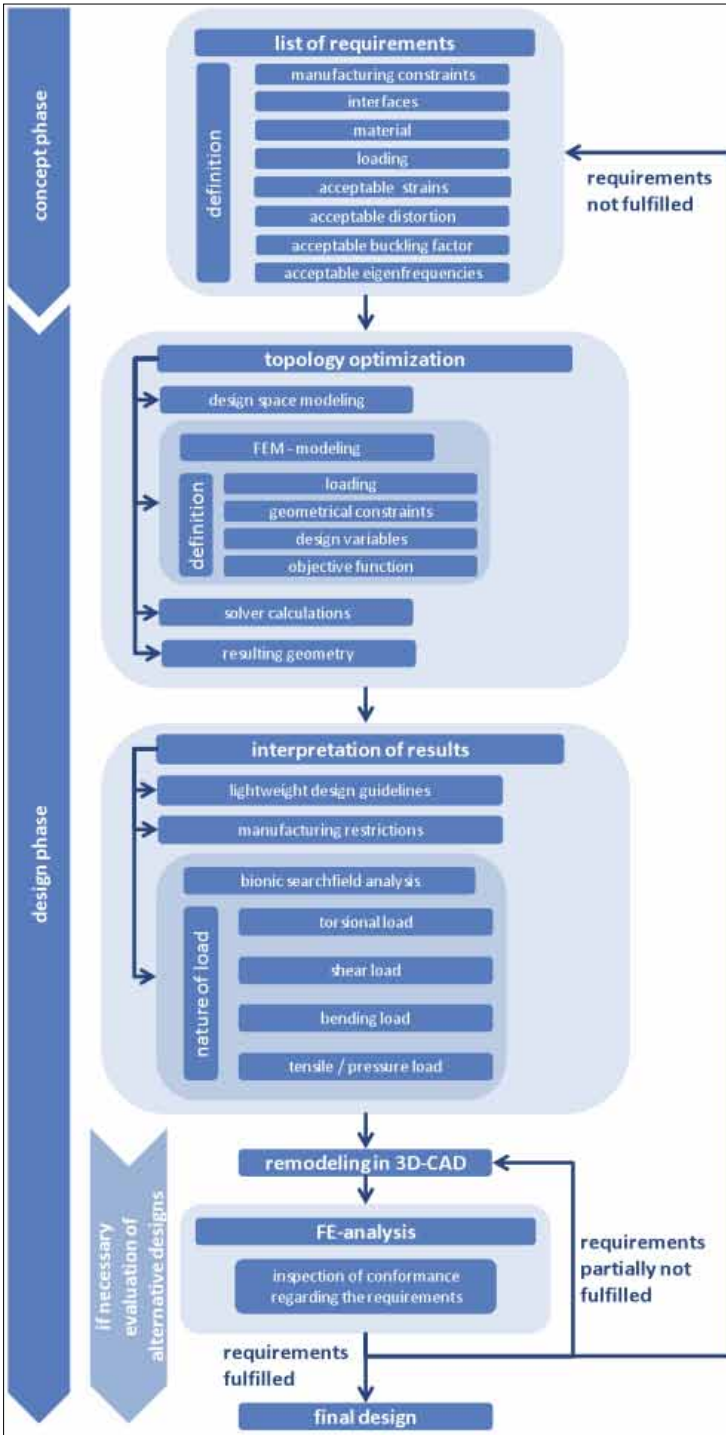 concept phase
list of requirements
definition
manufacturing constraints
interfaces
material
loading
acceptable strains
acceptable distortion
acceptable buckling factor
acceptable eigenfrequencies
requirements
not fulfilled
design phase
topology optimization
design space modeling
FEM - modeling
definition
loading
geometrical constraints
design variables
objective function
solver calculations
resulting geometry
interpretation of results
lightweight design guidelines
manufacturing restrictions
bionic searchfield analysis
nature of load
torsional load
shear load
bending load
tensile / pressure load
if necessary
evaluation of
alternative designs
remodeling in 3D-CAD
FE-analysis
inspection of conformance
regarding the requirements
requirements
partially not
fulfilled
requirements
fulfilled
final design